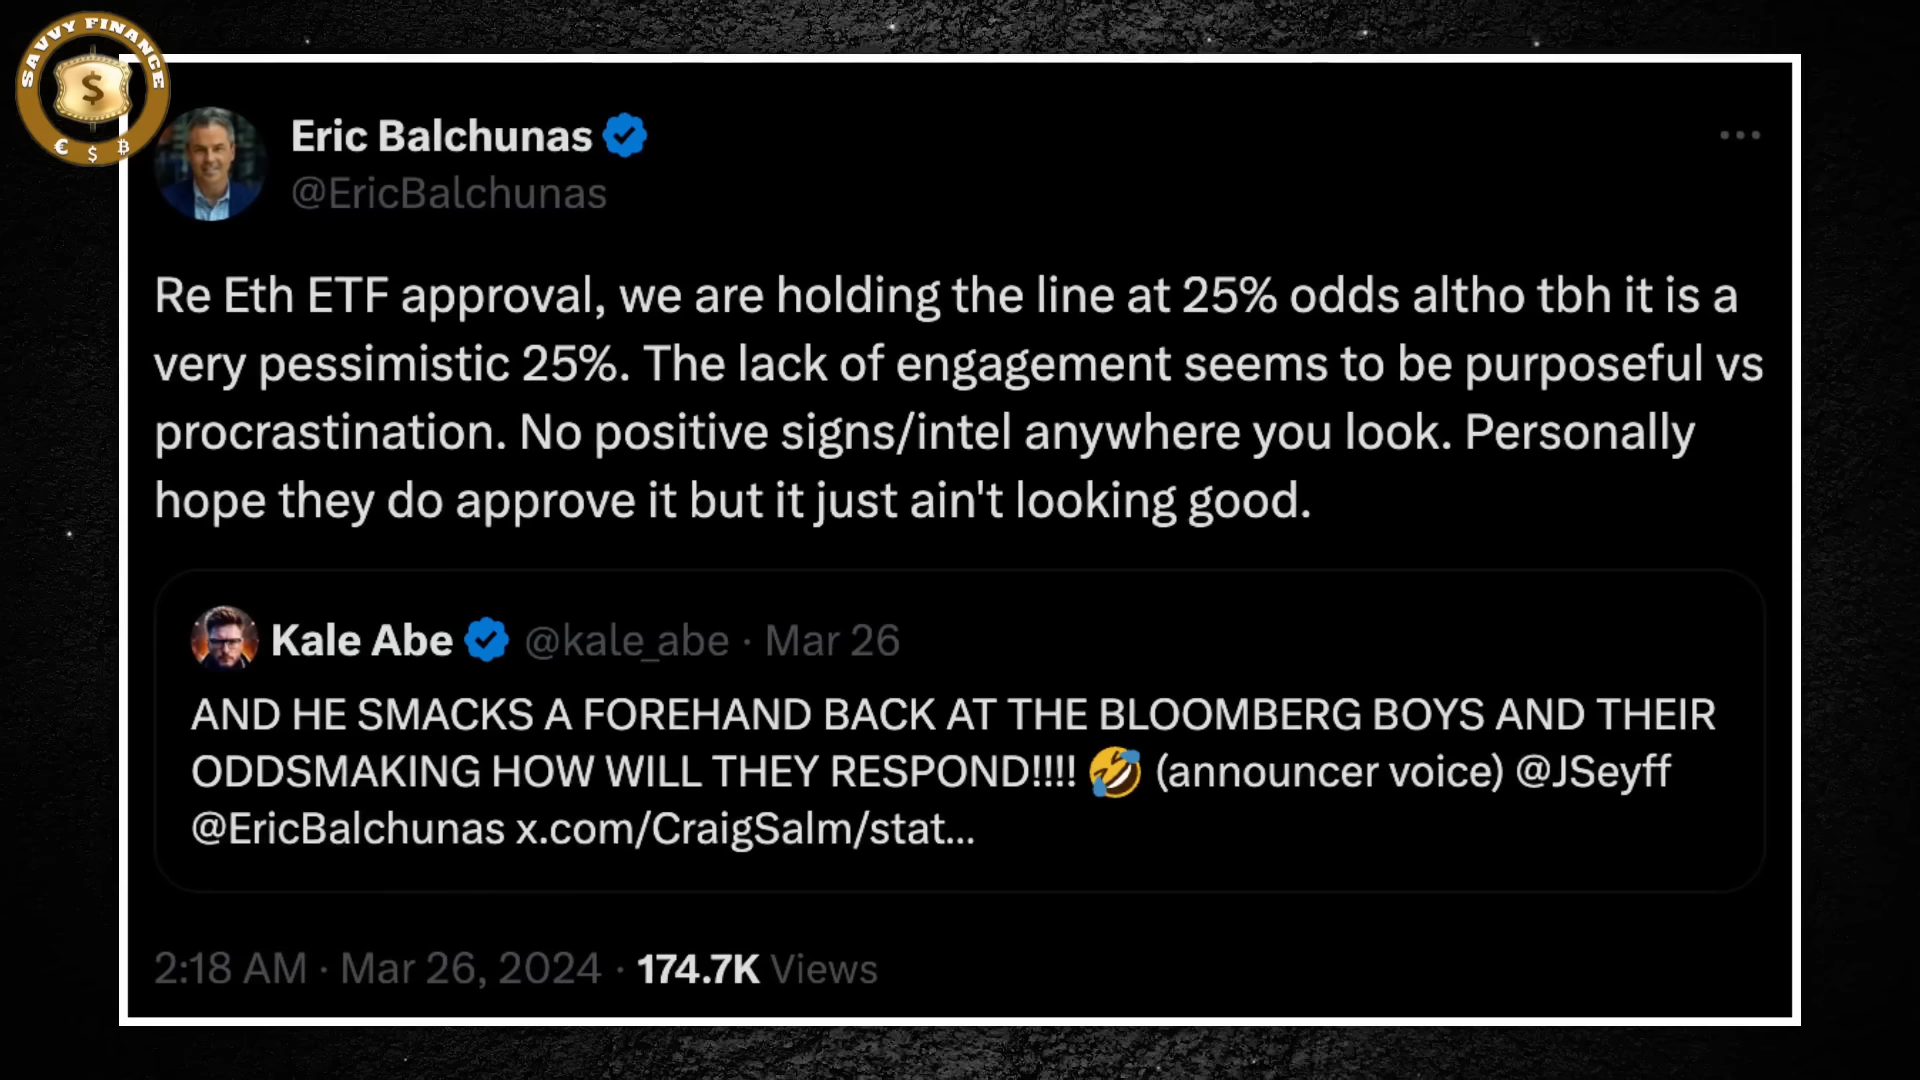 SAVVY FINANCE
$
€ $ ₿
Eric Balchunas
@EricBalchunas
Re Eth ETF approval, we are holding the line at 25% odds altho tbh it is a
very pessimistic 25%. The lack of engagement seems to be purposeful vs
procrastination. No positive signs/intel anywhere you look. Personally
hope they do approve it but it just ain't looking good.
Kale Abe @kale_abe · Mar 26
AND HE SMACKS A FOREHAND BACK AT THE BLOOMBERG BOYS AND THEIR
ODDSMAKING HOW WILL THEY RESPOND!!!! 🤣 (announcer voice) @JSeyff
@EricBalchunas x.com/CraigSalm/stat...
2:18 AM · Mar 26, 2024 · 174.7K Views